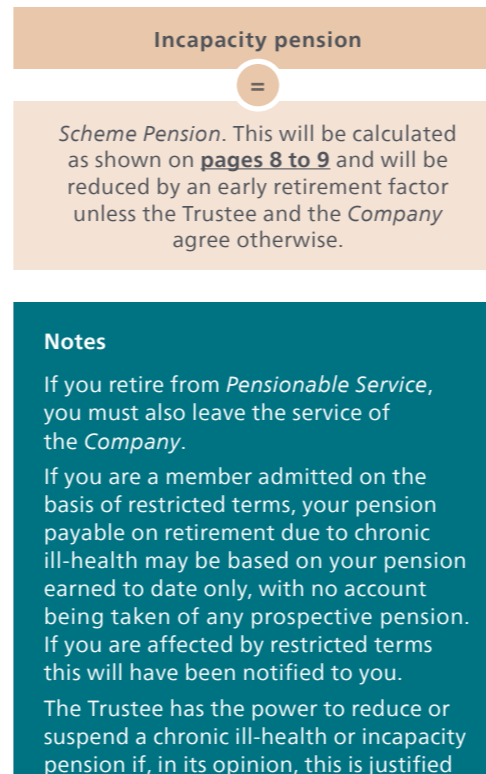 Incapacity pension
=
Scheme Pension. This will be calculated
as shown on pages 8 to 9 and will be
reduced by an early retirement factor
unless the Trustee and the Company
agree otherwise.
Notes
If you retire from Pensionable Service,
you must also leave the service of
the Company.
If you are a member admitted on the
basis of restricted terms, your pension
payable on retirement due to chronic
ill-health may be based on your pension
earned to date only, with no account
being taken of any prospective pension.
If you are affected by restricted terms
this will have been notified to you.
The Trustee has the power to reduce or
suspend a chronic ill-health or incapacity
pension if, in its opinion, this is justified